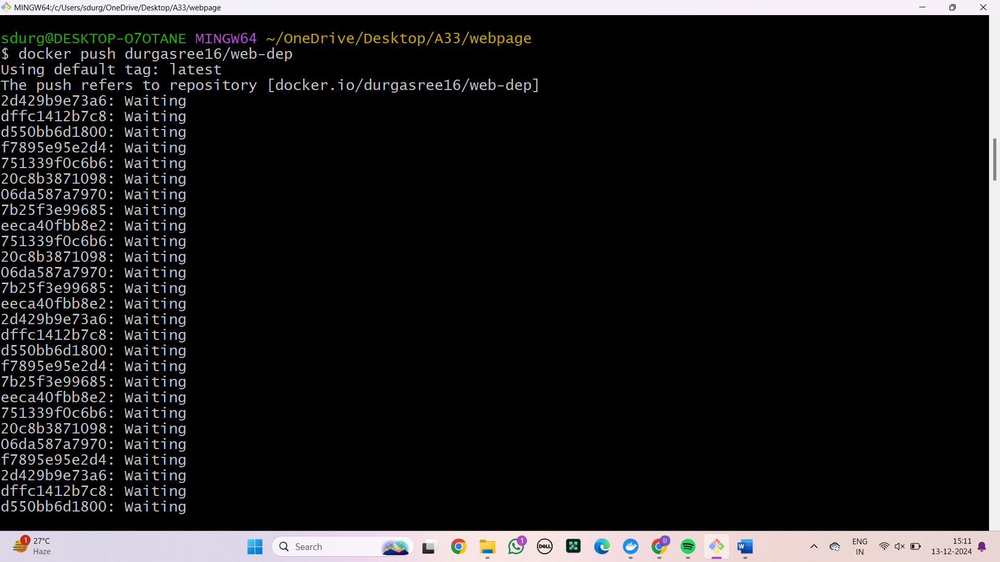 MINGW64:/c/Users/sdurg/OneDrive/Desktop/A33/webpage
sdurg@DESKTOP-O7OTANE MINGW64 ~/OneDrive/Desktop/A33/webpage
$ docker push durgasree16/web-dep
Using default tag: latest
The push refers to repository [docker.io/durgasree16/web-dep]
2d429b9e73a6: Waiting
dffc1412b7c8: Waiting
d550bb6d1800: Waiting
f7895e95e2d4: Waiting
751339f0c6b6: Waiting
20c8b3871098: Waiting
06da587a7970: Waiting
7b25f3e99685: Waiting
eeca40fbb8e2: Waiting
751339f0c6b6: Waiting
20c8b3871098: Waiting
06da587a7970: Waiting
7b25f3e99685: Waiting
eeca40fbb8e2: Waiting
2d429b9e73a6: Waiting
dffc1412b7c8: Waiting
d550bb6d1800: Waiting
f7895e95e2d4: Waiting
7b25f3e99685: Waiting
eeca40fbb8e2: Waiting
751339f0c6b6: Waiting
20c8b3871098: Waiting
06da587a7970: Waiting
f7895e95e2d4: Waiting
2d429b9e73a6: Waiting
dffc1412b7c8: Waiting
d550bb6d1800: Waiting
1
27°C
Haze
Search
1
DELL
D
W
ENG
IN
15:11
13-12-2024